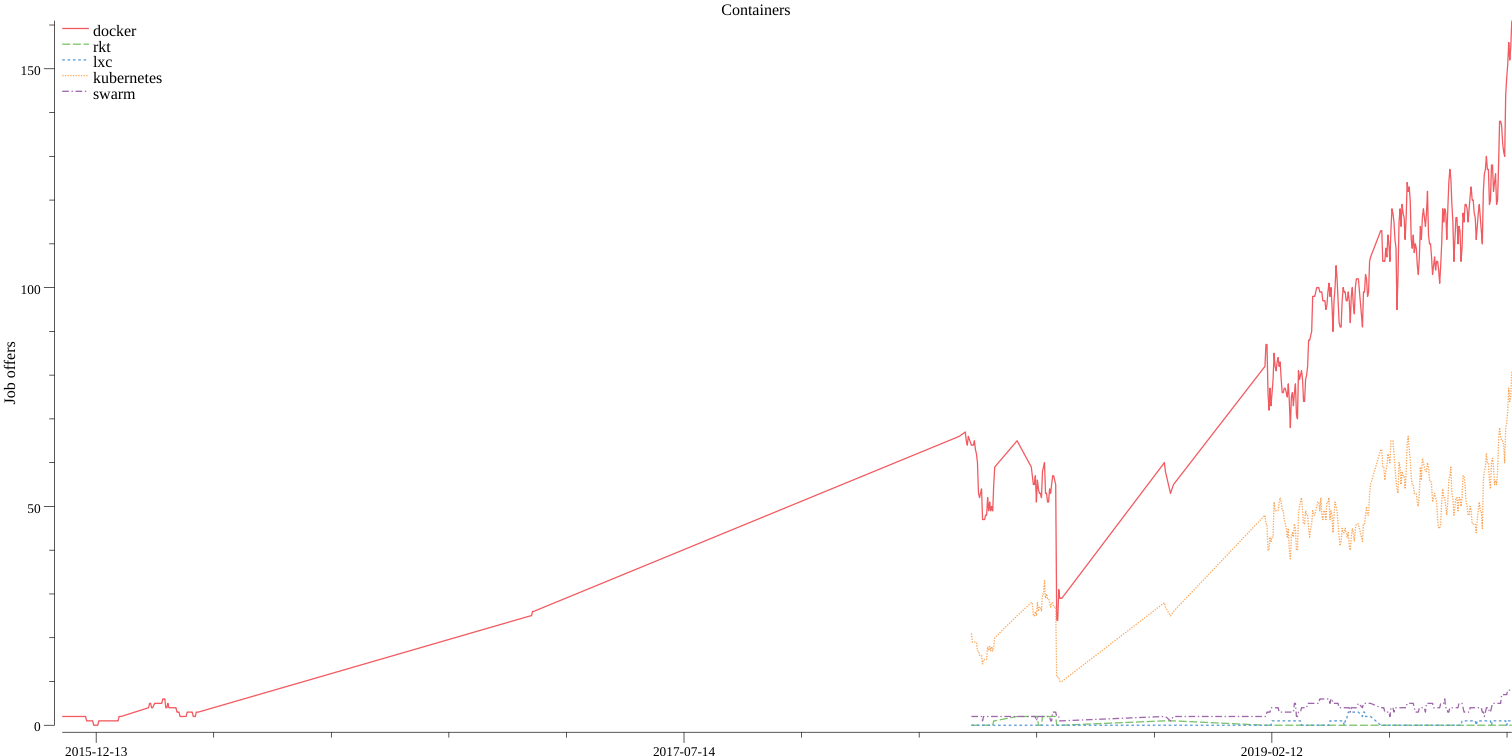 Containers
docker
rkt
lxc
kubernetes
swarm
150
100
50
0
Job offers
2015-12-13
2017-07-14
2019-02-12